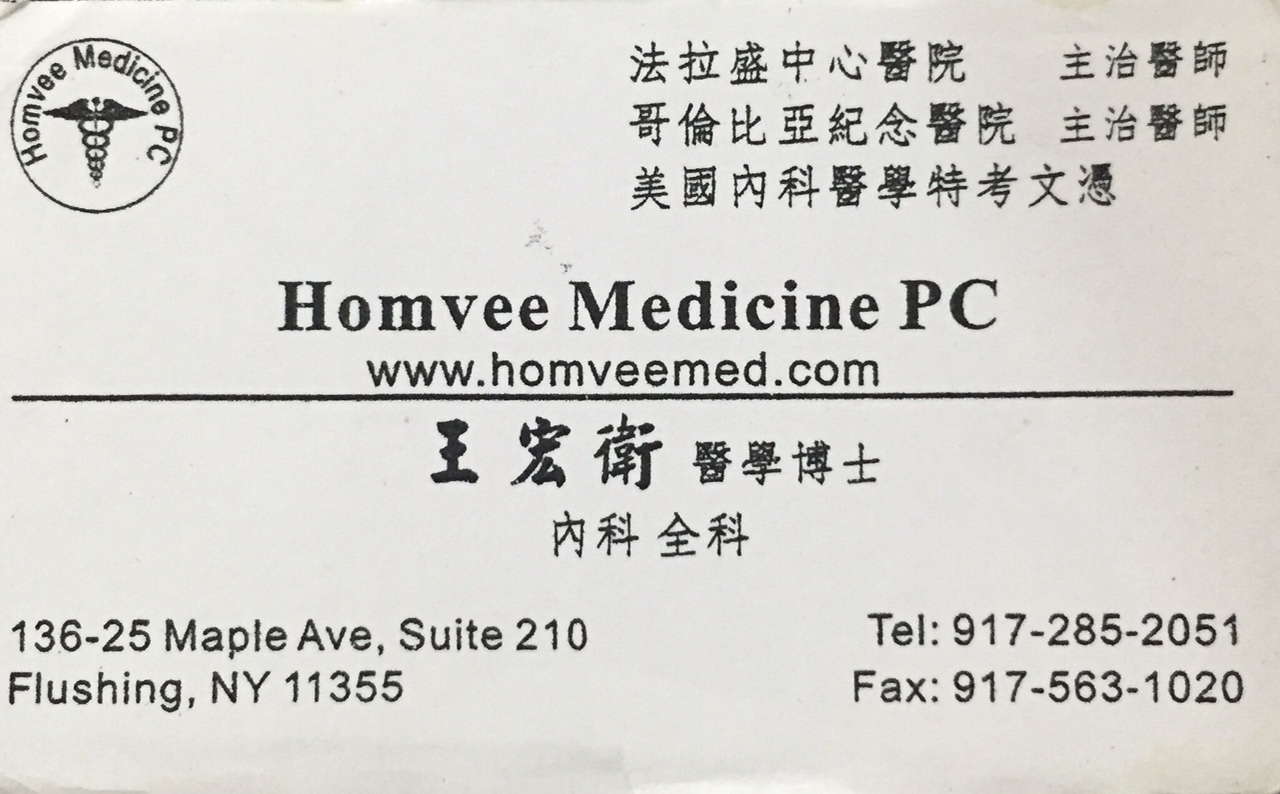 Homvee Medicine PC
法拉盛中心醫院 主治醫師
哥倫比亞紀念醫院 主治醫師
美國內科醫學特考文憑
Homvee Medicine PC
www.homveemed.com
王宏衛 醫學博士
內科 全科
136-25 Maple Ave, Suite 210
Flushing, NY 11355
Tel: 917-285-2051
Fax: 917-563-1020